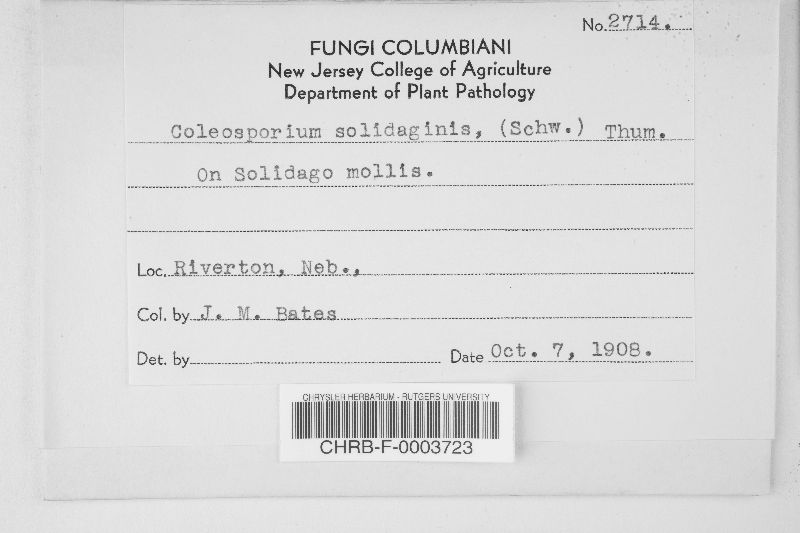 No. 2714.
FUNGI COLUMBIANI
New Jersey College of Agriculture
Department of Plant Pathology
Coleosporium solidaginis, (Schw.) Thum.
On Solidago mollis.
Loc. Riverton, Neb.,
Col. by J. M. Bates
Det. by
Date Oct. 7, 1908.
CHRYSLER HERBARIUM - RUTGERS UNIVERSITY
CHRB-F-0003723